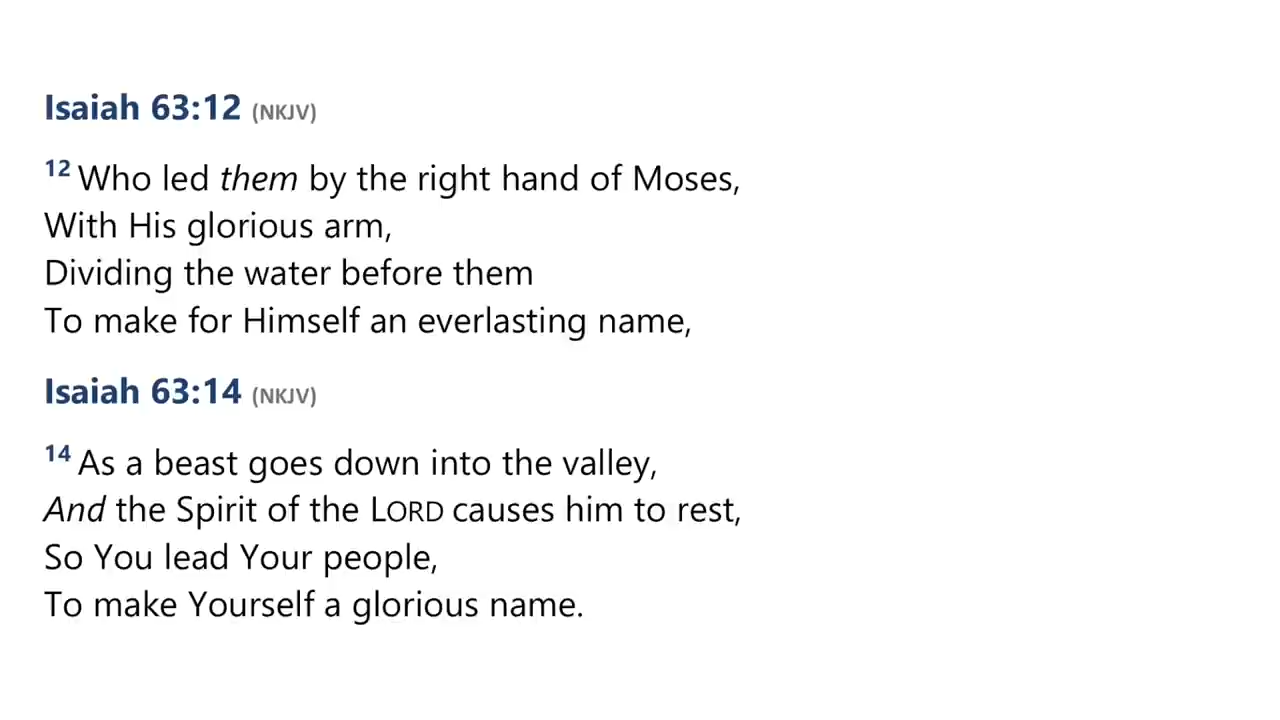 Isaiah 63:12 (NKJV)
12 Who led them by the right hand of Moses,
With His glorious arm,
Dividing the water before them
To make for Himself an everlasting name,
Isaiah 63:14 (NKJV)
14 As a beast goes down into the valley,
And the Spirit of the LORD causes him to rest,
So You lead Your people,
To make Yourself a glorious name.